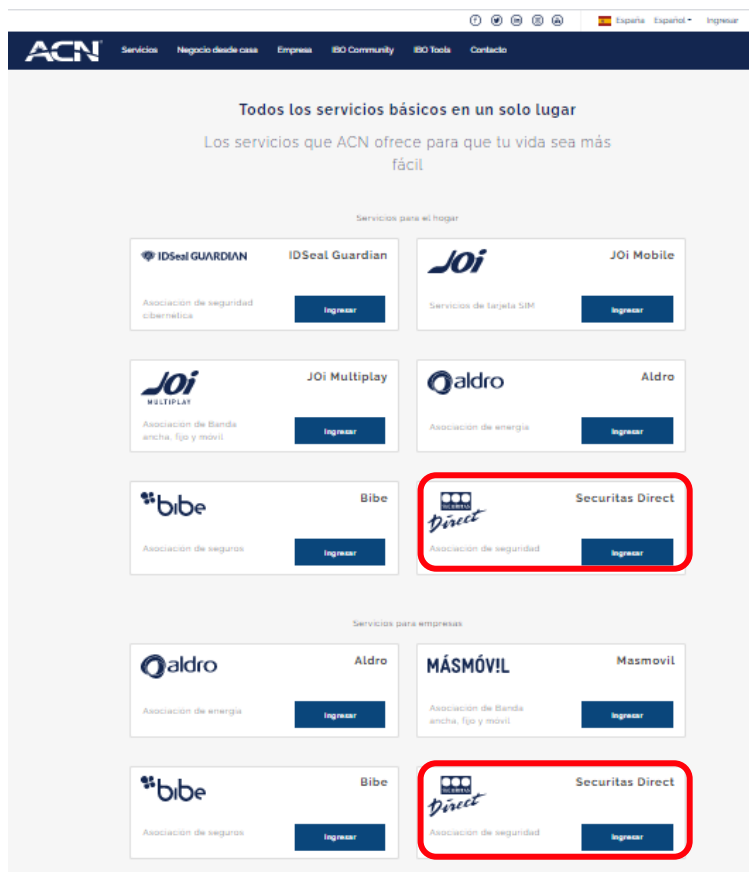 España Español Ingresar
ACN Servicios Negocio desde casa Empresa IBO Community IBO Tools Contacto
Todos los servicios básicos en un solo lugar
Los servicios que ACN ofrece para que tu vida sea más
fácil
Servicios para el hogar
IDSeal GUARDIAN IDSeal Guardian
Asociación de seguridad
cibernética
Ingresar
JOi JOi Mobile
Servicios de tarjeta SIM
Ingresar
JOi MULTIPLAY JOi Multiplay
Asociación de Banda
ancha, fijo y móvil
Ingresar
aldro Aldro
Asociación de energía
Ingresar
bibe Bibe
Asociación de seguros
Ingresar
SECURITAS Direct Securitas Direct
Asociación de seguridad
Ingresar
Servicios para empresas
aldro Aldro
Asociación de energía
Ingresar
MÁSMÓV!L Masmovil
Asociación de Banda
ancha, fijo y móvil
Ingresar
bibe Bibe
Asociación de seguros
Ingresar
SECURITAS Direct Securitas Direct
Asociación de seguridad
Ingresar